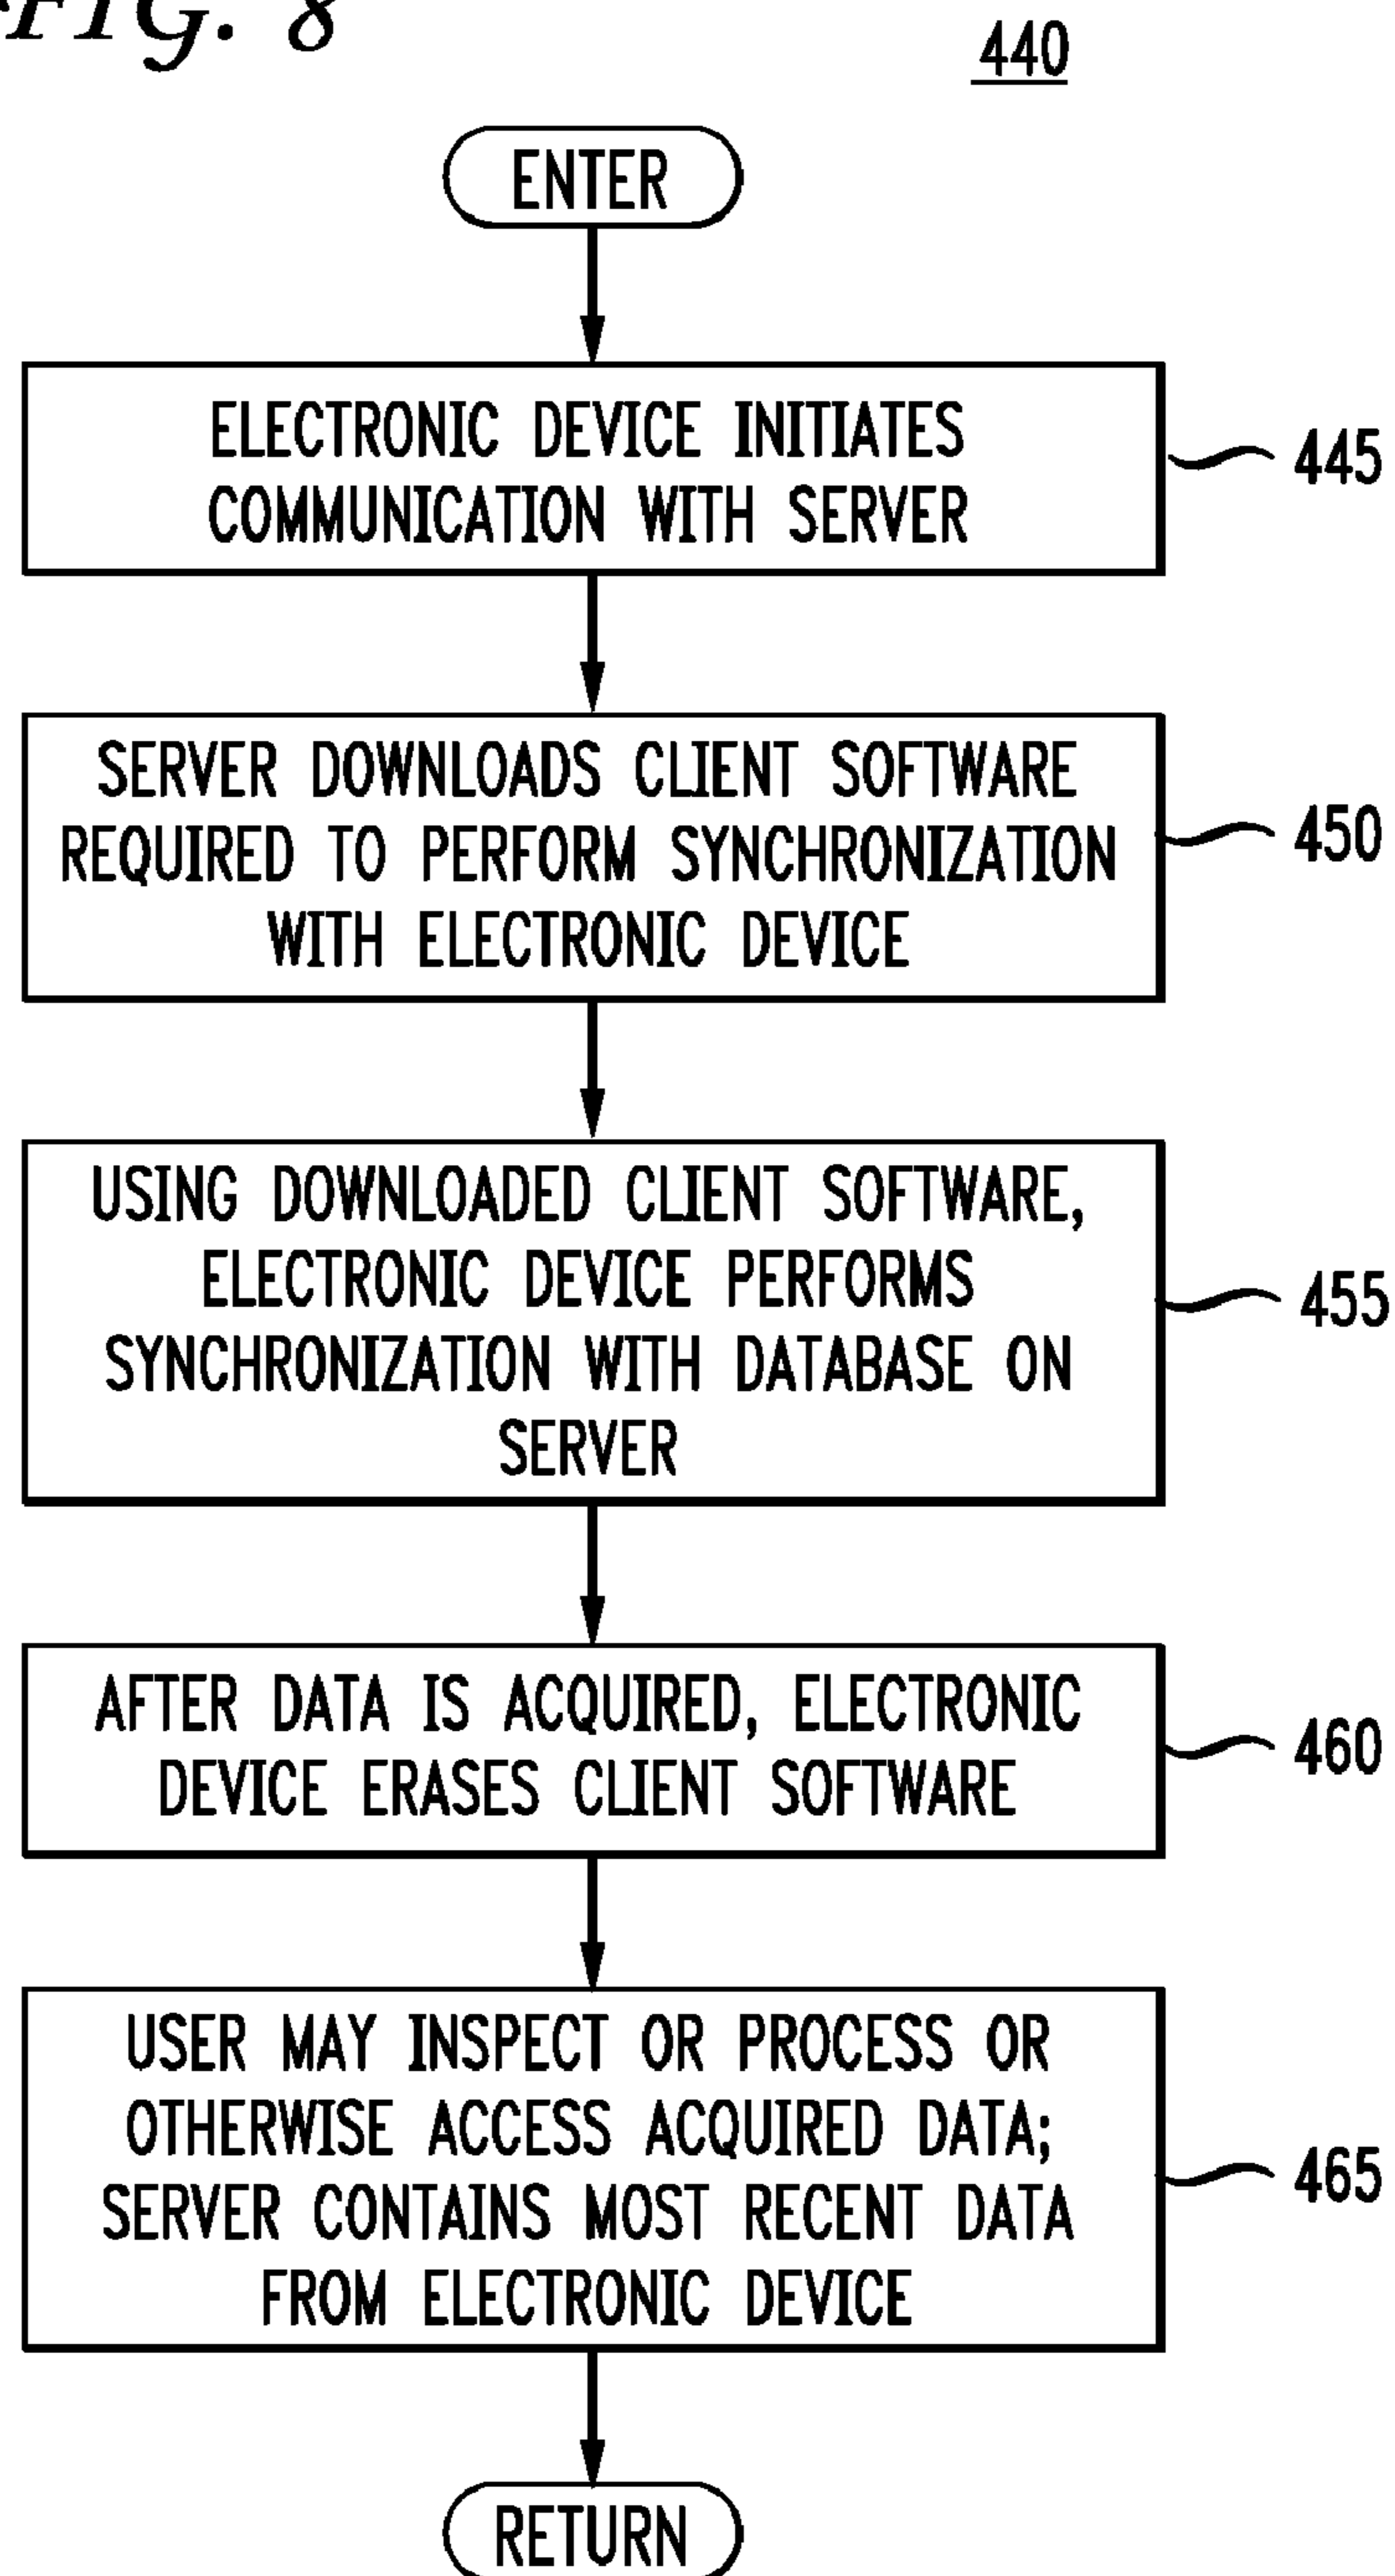 FIG. 8
440
ENTER
ELECTRONIC DEVICE INITIATES
COMMUNICATION WITH SERVER
445
SERVER DOWNLOADS CLIENT SOFTWARE
REQUIRED TO PERFORM SYNCHRONIZATION
WITH ELECTRONIC DEVICE
450
USING DOWNLOADED CLIENT SOFTWARE,
ELECTRONIC DEVICE PERFORMS
SYNCHRONIZATION WITH DATABASE ON
SERVER
455
AFTER DATA IS ACQUIRED, ELECTRONIC
DEVICE ERASES CLIENT SOFTWARE
460
USER MAY INSPECT OR PROCESS OR
OTHERWISE ACCESS ACQUIRED DATA;
SERVER CONTAINS MOST RECENT DATA
FROM ELECTRONIC DEVICE
465
RETURN